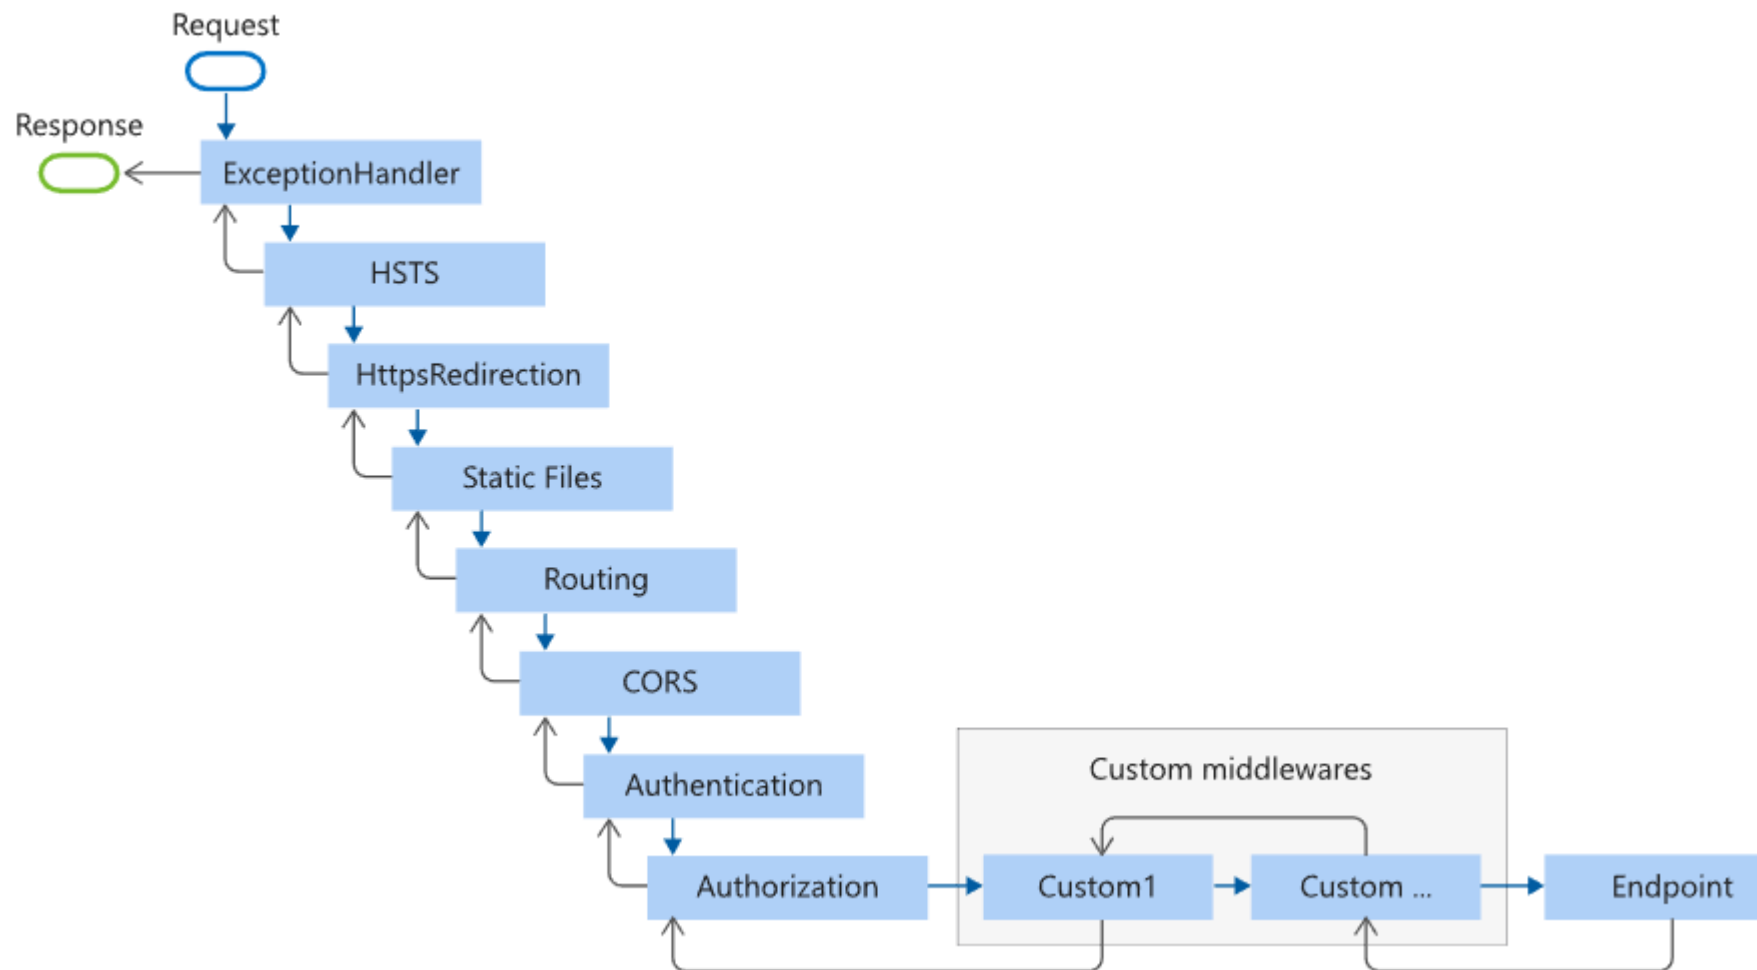 Request
Response
ExceptionHandler
HSTS
HttpsRedirection
Static Files
Routing
CORS
Authentication
Custom middlewares
Authorization
Custom1
Custom ...
Endpoint